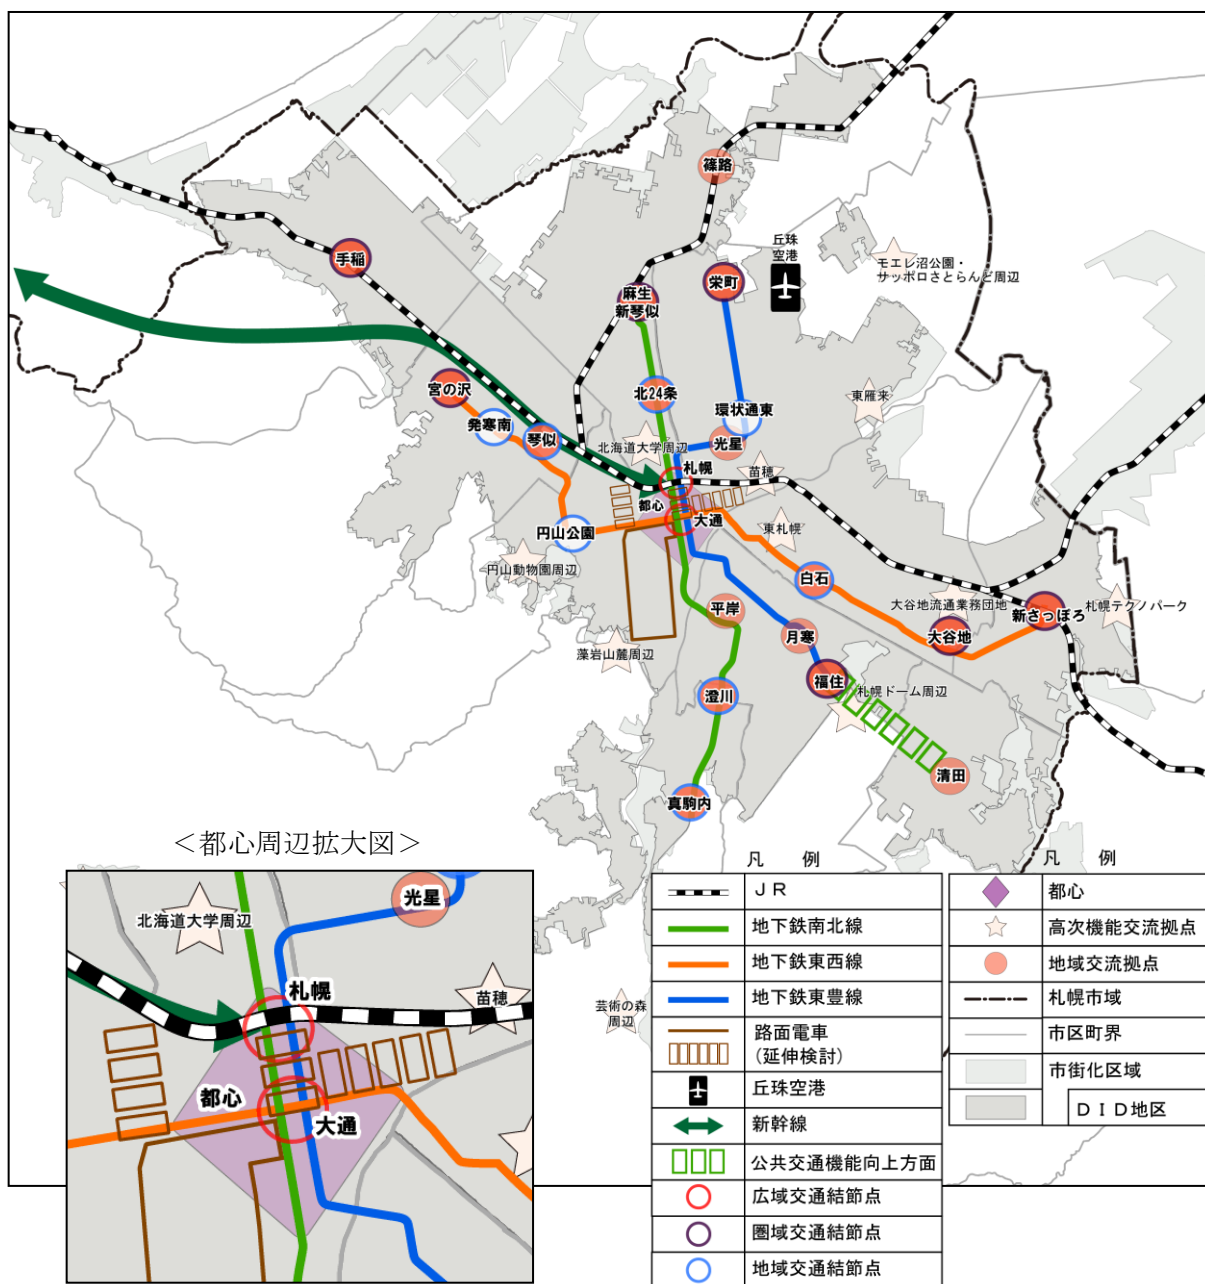 篠路
丘珠
空港
モエレ沼公園・
サッポロさとらんど周辺
手稲
栄町
麻生
新琴似
宮の沢
北24条
東雁来
環状通東
発寒南
琴似
光星
北海道大学周辺
札幌
苗穂
都心
大通
東札幌
円山公園
円山動物園周辺
白石
平岸
大谷地流通業務団地
札幌テクノパーク
新さっぽろ
月寒
大谷地
藻岩山麓周辺
福住
札幌ドーム周辺
澄川
清田
真駒内
芸術の森
周辺
＜都心周辺拡大図＞
光星
北海道大学周辺
札幌
苗穂
都心
大通
凡 例
ＪＲ
地下鉄南北線
地下鉄東西線
地下鉄東豊線
路面電車
(延伸検討)
丘珠空港
新幹線
公共交通機能向上方面
広域交通結節点
圏域交通結節点
地域交通結節点
凡 例
都心
高次機能交流拠点
地域交流拠点
札幌市域
市区町界
市街化区域
ＤＩＤ地区